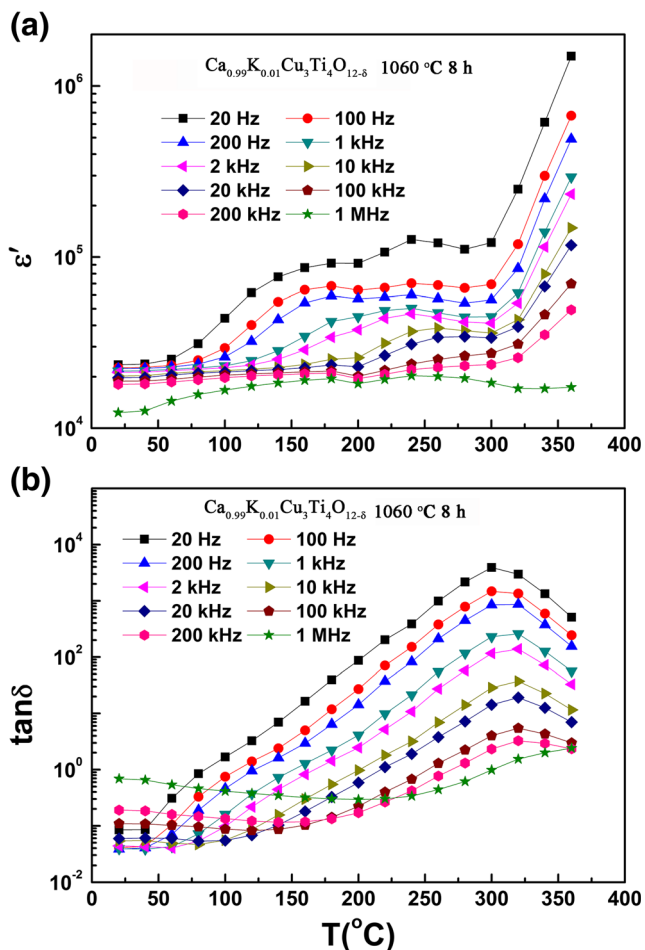 (a)
Ca0.99K0.01Cu3Ti4O12-δ 1060 °C 8 h
20 Hz 100 Hz
200 Hz 1 kHz
2 kHz 10 kHz
20 kHz 100 kHz
200 kHz 1 MHz
10^6
10^5
10^4
ε'
0 50 100 150 200 250 300 350 400
(b)
Ca0.99K0.01Cu3Ti4O12-δ 1060 °C 8 h
20 Hz 100 Hz
200 Hz 1 kHz
2 kHz 10 kHz
20 kHz 100 kHz
200 kHz 1 MHz
10^4
10^2
10^0
10^-2
tanδ
0 50 100 150 200 250 300 350 400
T(°C)